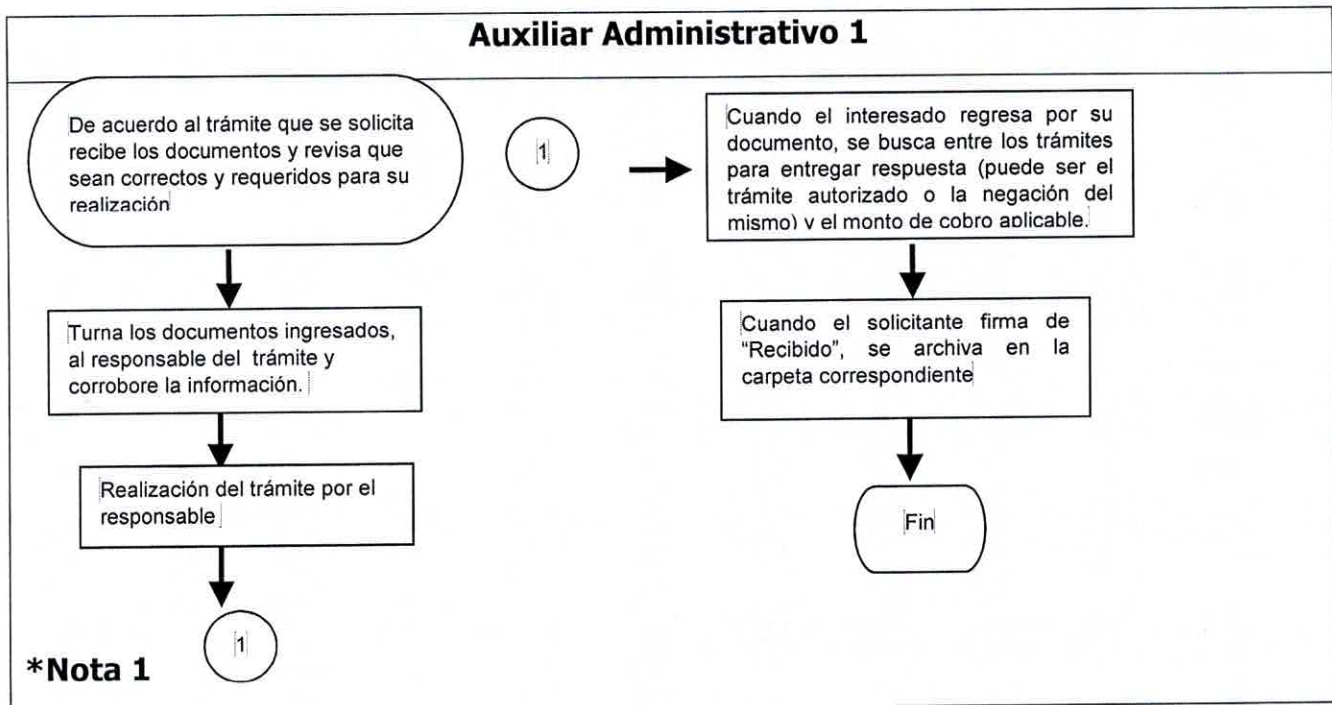 Auxiliar Administrativo 1
De acuerdo al trámite que se solicita
recibe los documentos y revisa que
sean correctos y requeridos para su
realización
Turna los documentos ingresados,
al responsable del trámite y
corrobore la información.
Realización del trámite por el
responsable
1
*Nota 1
1
Cuando el interesado regresa por su
documento, se busca entre los trámites
para entregar respuesta (puede ser el
trámite autorizado o la negación del
mismo) y el monto de cobro aplicable.
Cuando el solicitante firma de
“Recibido”, se archiva en la
carpeta correspondiente
Fin